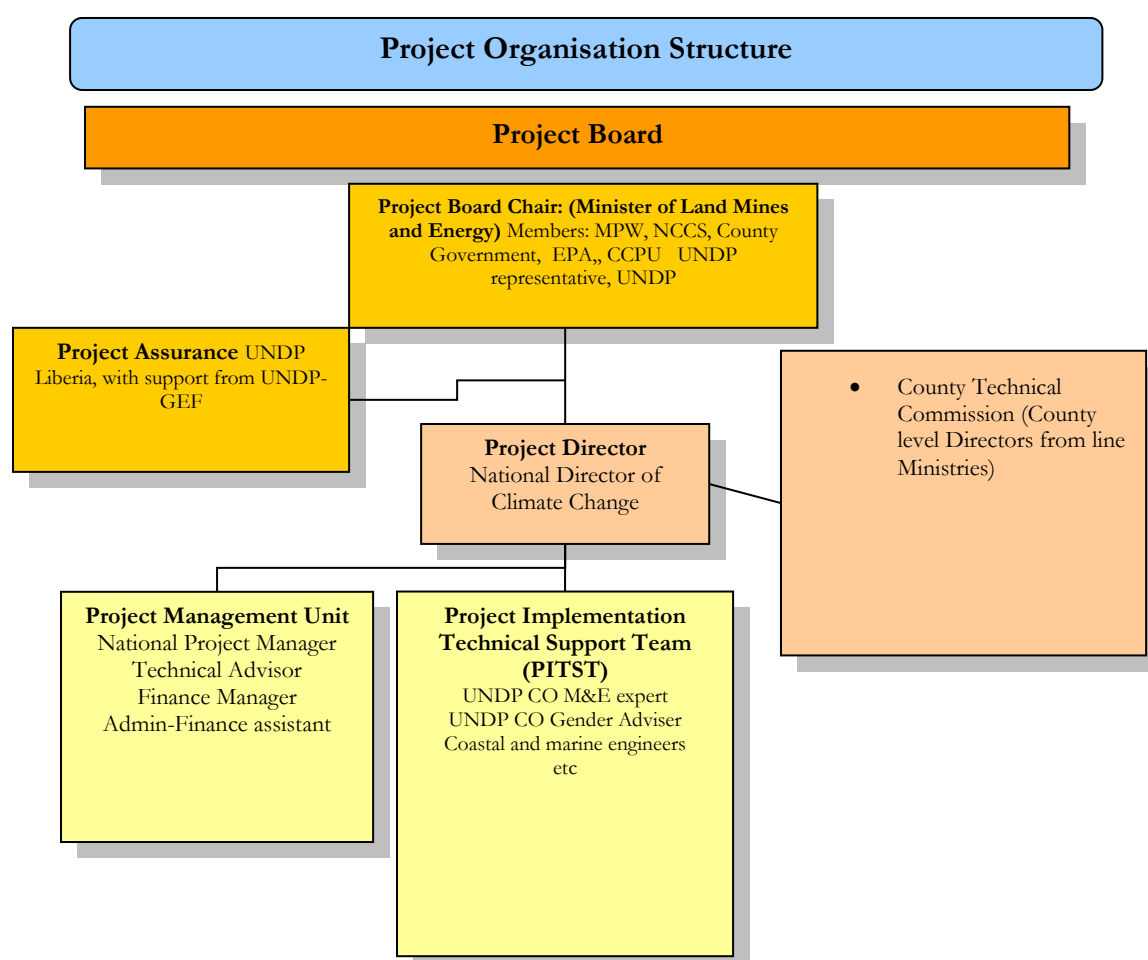 Project Organisation Structure
Project Board
Project Board Chair: (Minister of Land Mines
and Energy) Members: MPW, NCCS, County
Government,  EPA,, CCPU   UNDP
representative, UNDP
Project Assurance UNDP
Liberia, with support from UNDP-
GEF
• County Technical
Commission (County
level Directors from line
Ministries)
Project Director
National Director of
Climate Change
Project Management Unit
National Project Manager
Technical Advisor
Finance Manager
Admin-Finance assistant
Project Implementation
Technical Support Team
(PITST)
UNDP CO M&E expert
UNDP CO Gender Adviser
Coastal and marine engineers
etc